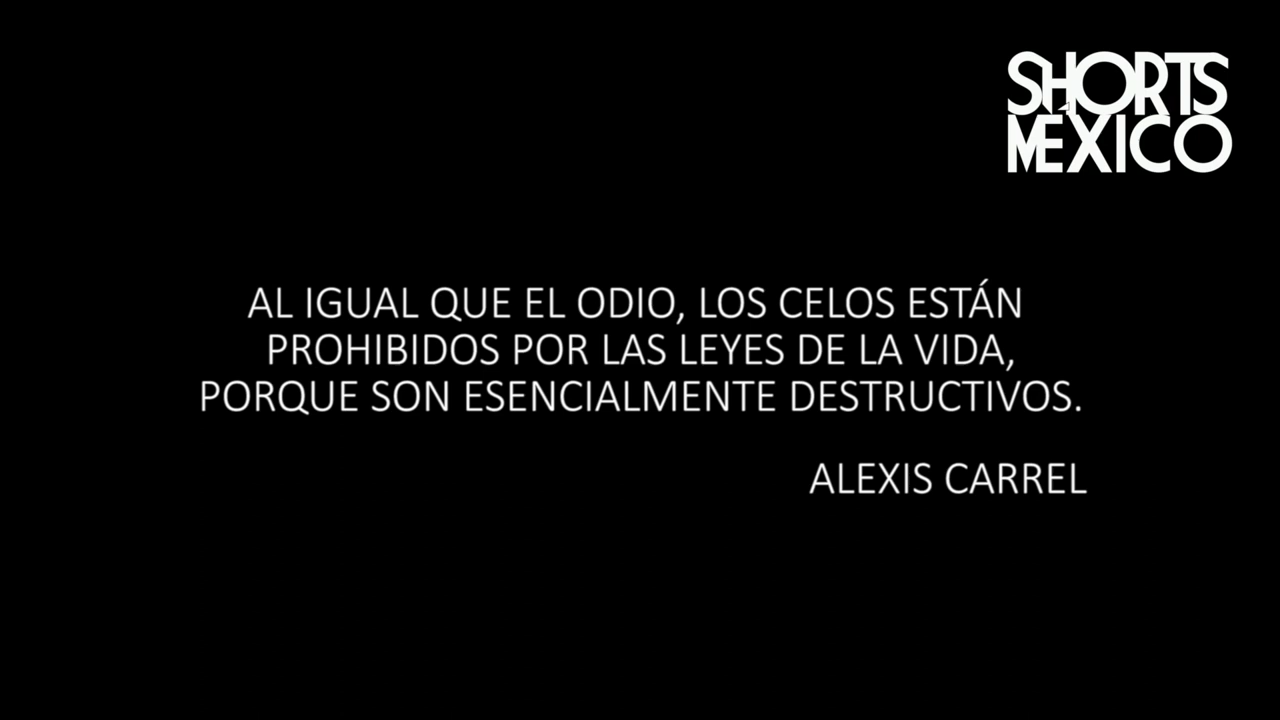 SHORTS
MÉXICO
AL IGUAL QUE EL ODIO, LOS CELOS ESTÁN
PROHIBIDOS POR LAS LEYES DE LA VIDA,
PORQUE SON ESENCIALMENTE DESTRUCTIVOS.
ALEXIS CARREL